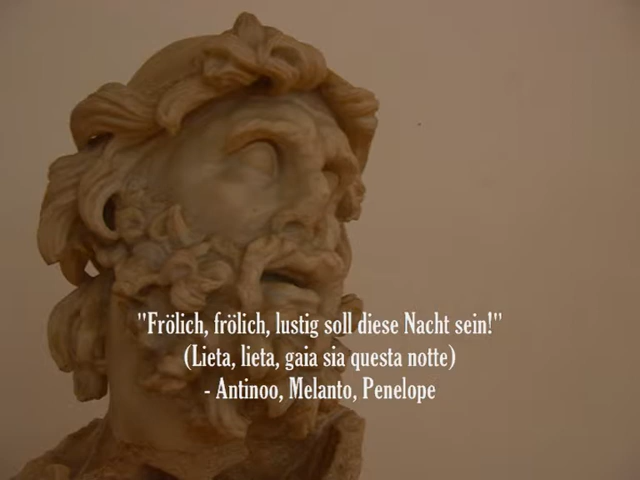 "Frölich, frölich, lustig soll diese Nacht sein!"
(Lieta, lieta, gaia sia questa notte)
- Antinoo, Melanto, Penelope